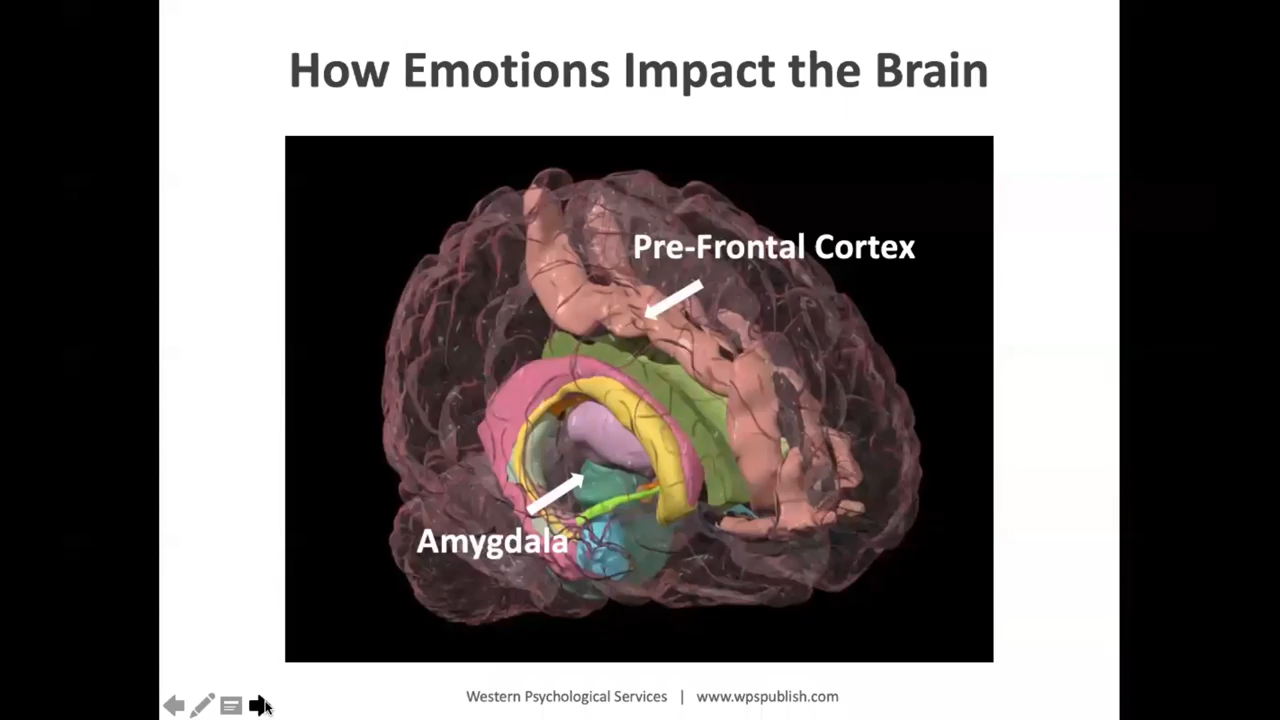 How Emotions Impact the Brain
Pre-Frontal Cortex
Amygdala
Western Psychological Services | www.wpspublish.com